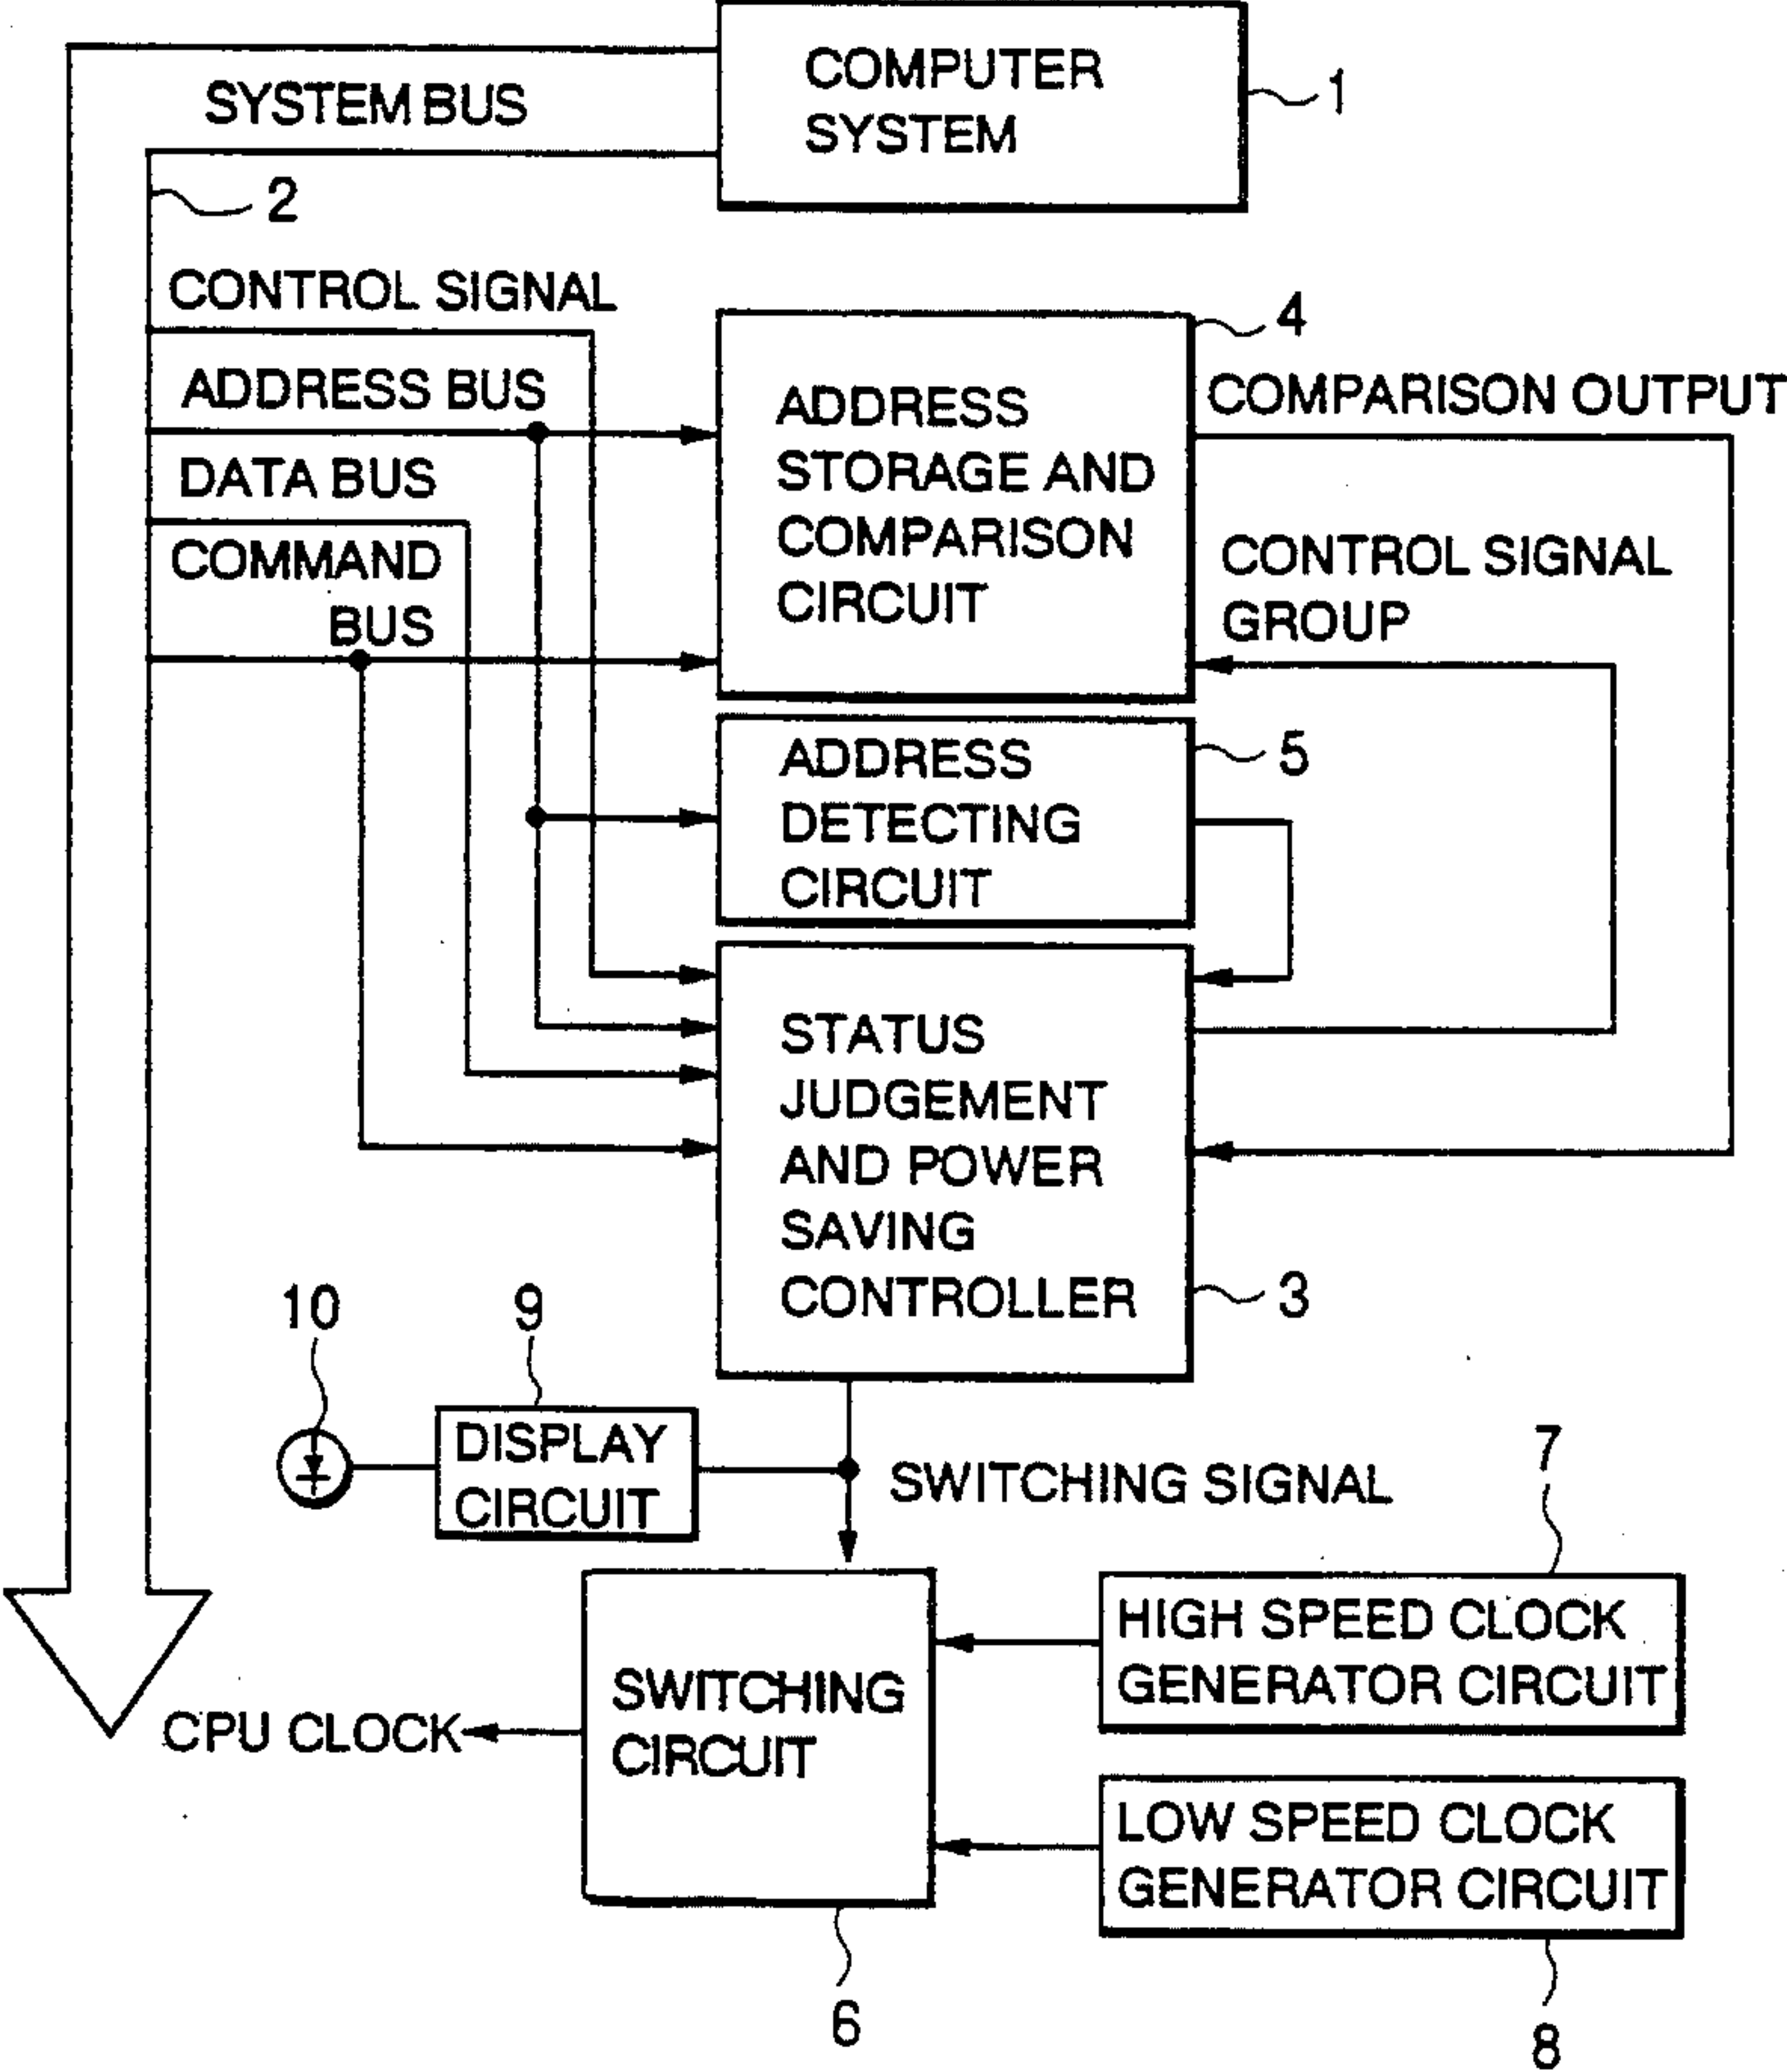 COMPUTER
SYSTEM
1
SYSTEM BUS
2
CONTROL SIGNAL
ADDRESS BUS
DATA BUS
COMMAND
BUS
4
ADDRESS
STORAGE AND
COMPARISON
CIRCUIT
COMPARISON OUTPUT
CONTROL SIGNAL
GROUP
5
ADDRESS
DETECTING
CIRCUIT
STATUS
JUDGEMENT
AND POWER
SAVING
CONTROLLER
3
10
9
DISPLAY
CIRCUIT
SWITCHING SIGNAL
7
HIGH SPEED CLOCK
GENERATOR CIRCUIT
SWITCHING
CIRCUIT
CPU CLOCK
LOW SPEED CLOCK
GENERATOR CIRCUIT
6
8